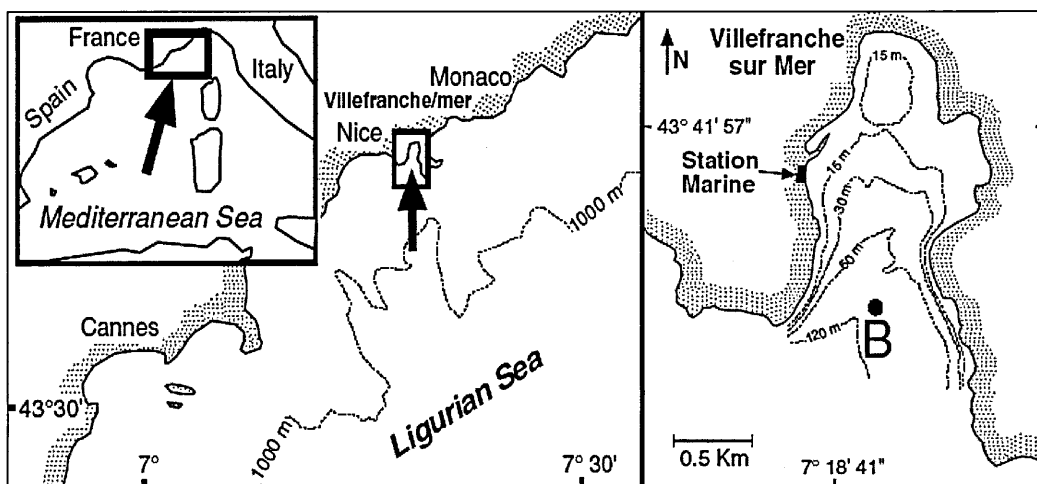 France
Italy
Spain
Mediterranean Sea
Monaco
Villefranche/mer
Nice
1000 m
Cannes
43°30'
1000 m
Ligurian Sea
7°
7° 30'
N
Villefranche
sur Mer
15 m
43° 41' 57"
Station
Marine
15 m
30 m
50 m
120 m
B
0.5 Km
7° 18' 41"